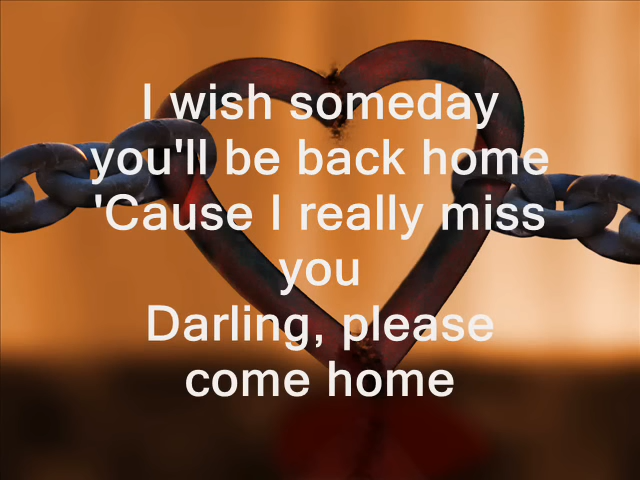 I wish someday
you'll be back home
'Cause I really miss
you
Darling, please
come home